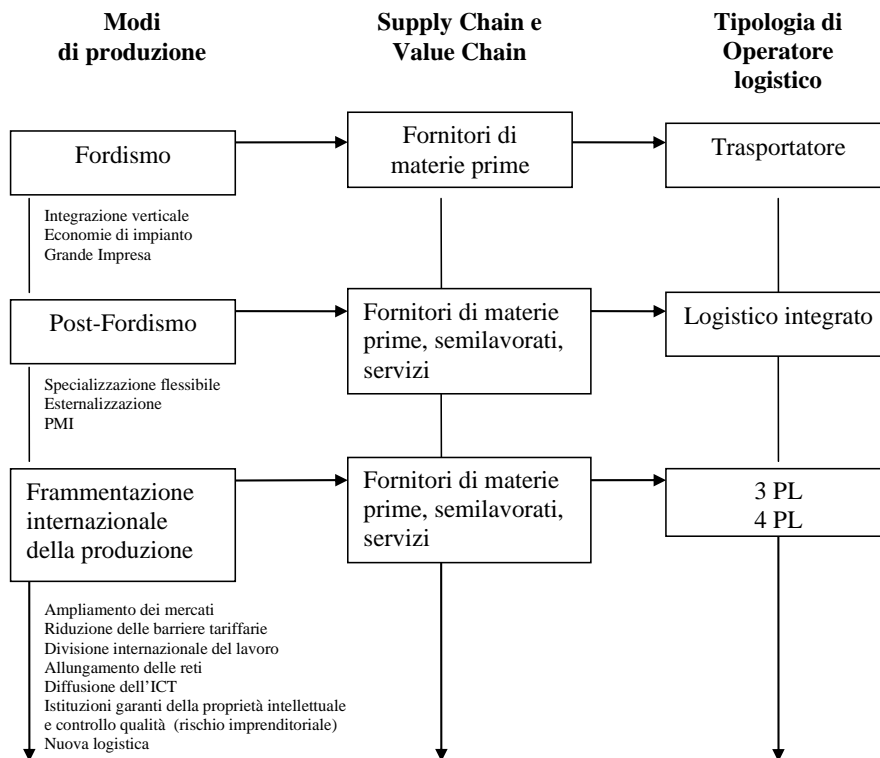 Modi
di produzione
Supply Chain e
Value Chain
Tipologia di
Operatore
logistico
Fordismo
Fornitori di
materie prime
Trasportatore
Integrazione verticale
Economie di impianto
Grande Impresa
Post-Fordismo
Fornitori di materie
prime, semilavorati,
servizi
Logistico integrato
Specializzazione flessibile
Esternalizzazione
PMI
Frammentazione
internazionale
della produzione
Fornitori di materie
prime, semilavorati,
servizi
3 PL
4 PL
Ampliamento dei mercati
Riduzione delle barriere tariffarie
Divisione internazionale del lavoro
Allungamento delle reti
Diffusione dell'ICT
Istituzioni garanti della proprietà intellettuale
e controllo qualità (rischio imprenditoriale)
Nuova logistica